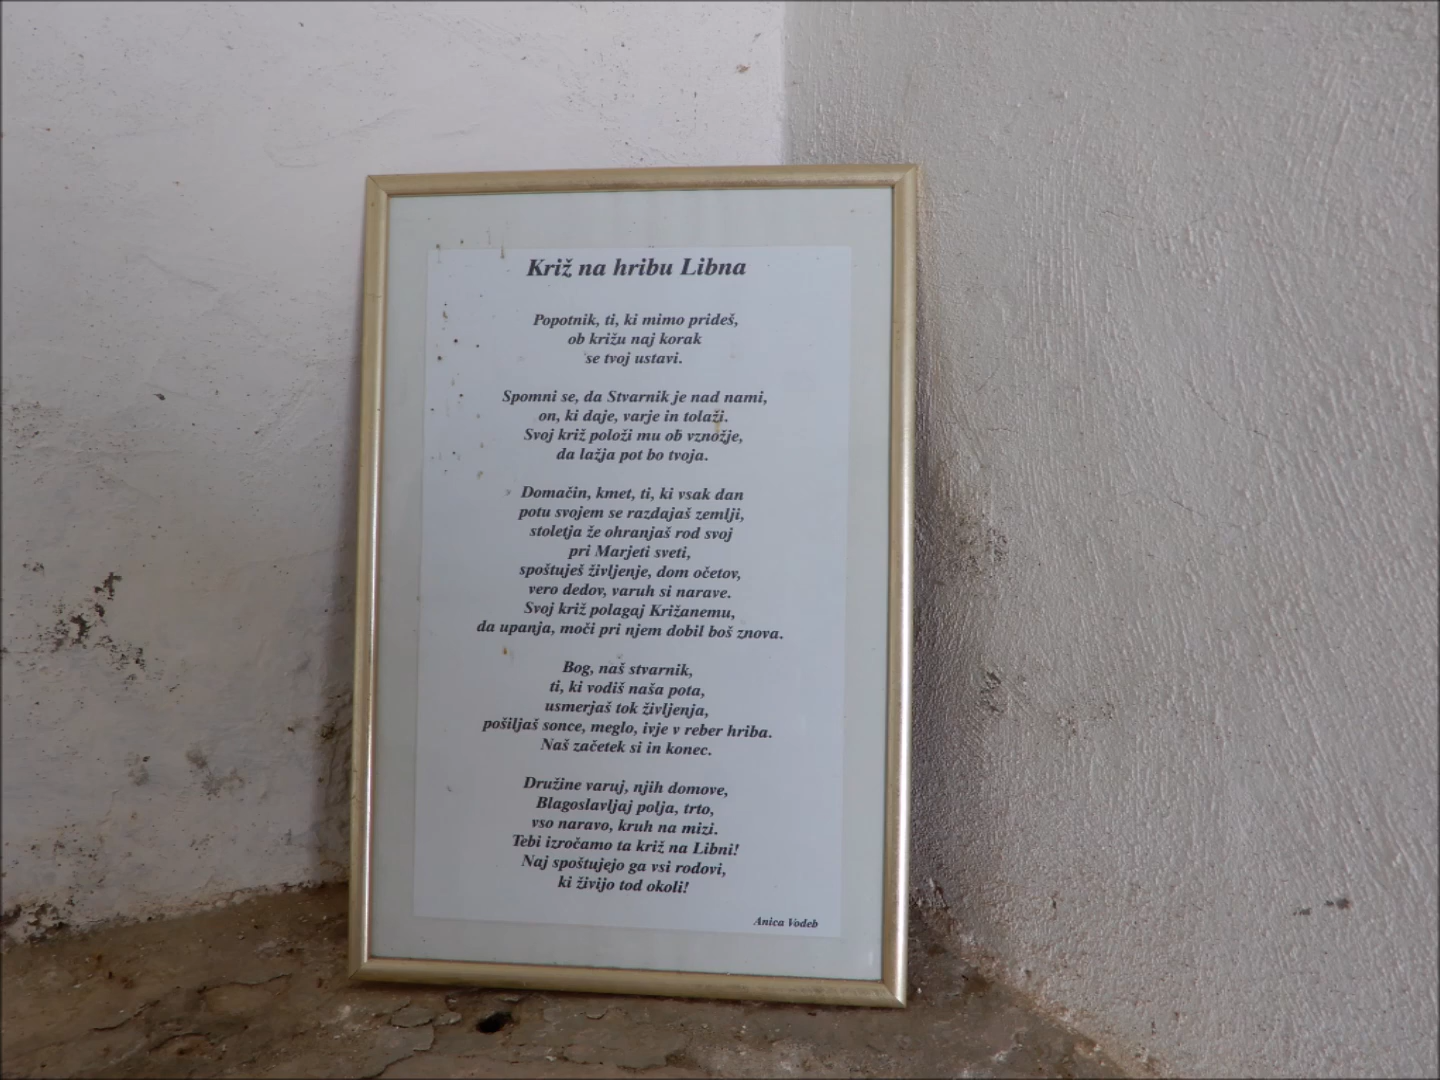 Križ na hribu Libna
Popotnik, ti, ki mimo prideš,
ob križu naj korak
se tvoj ustavi.
Spomni se, da Stvarnik je nad nami,
on, ki daje, varje in tolaži.
Svoj križ položi mu ob vznožje,
da lažja pot bo tvoja.
Domačin, kmet, ti, ki vsak dan
potu svojem se razdajaš zemlji,
stoletja že ohranjaš rod svoj
pri Marjeti sveti,
spoštuješ življenje, dom očetov,
vero dedov, varuh si narave.
Svoj križ polagaj Križanemu,
da upanja, moči pri njem dobil boš znova.
Bog, naš stvarnik,
ti, ki vodiš naša pota,
usmerjaš tok življenja,
pošiljaš sonce, meglo, ivje v reber hriba.
Naš začetek si in konec.
Družine varuj, njih domove,
Blagoslavljaj polja, trto,
vso naravo, kruh na mizi.
Tebi izročamo ta križ na Libni!
Naj spoštujejo ga vsi rodovi,
ki živijo tod okoli!
Anica Vodeb